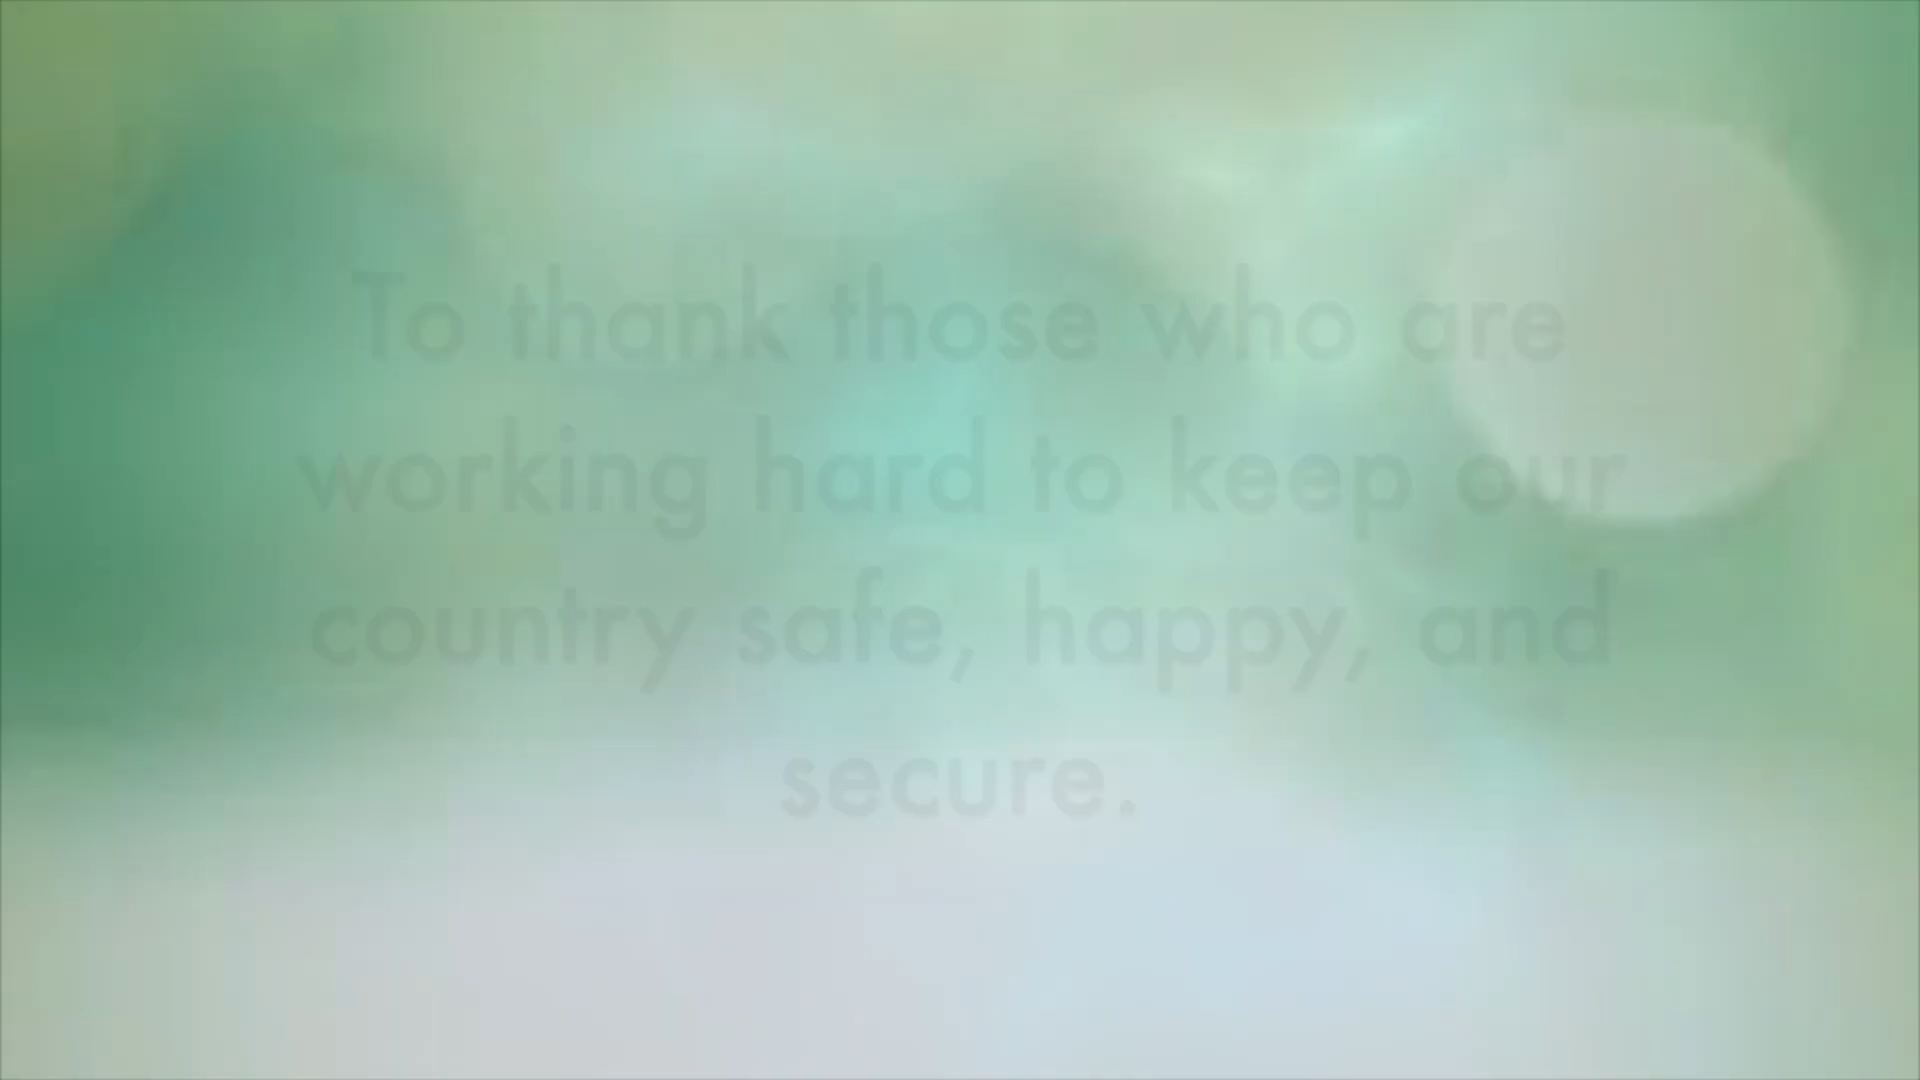 To thank those who are
working hard to keep our
country safe, happy, and
secure.